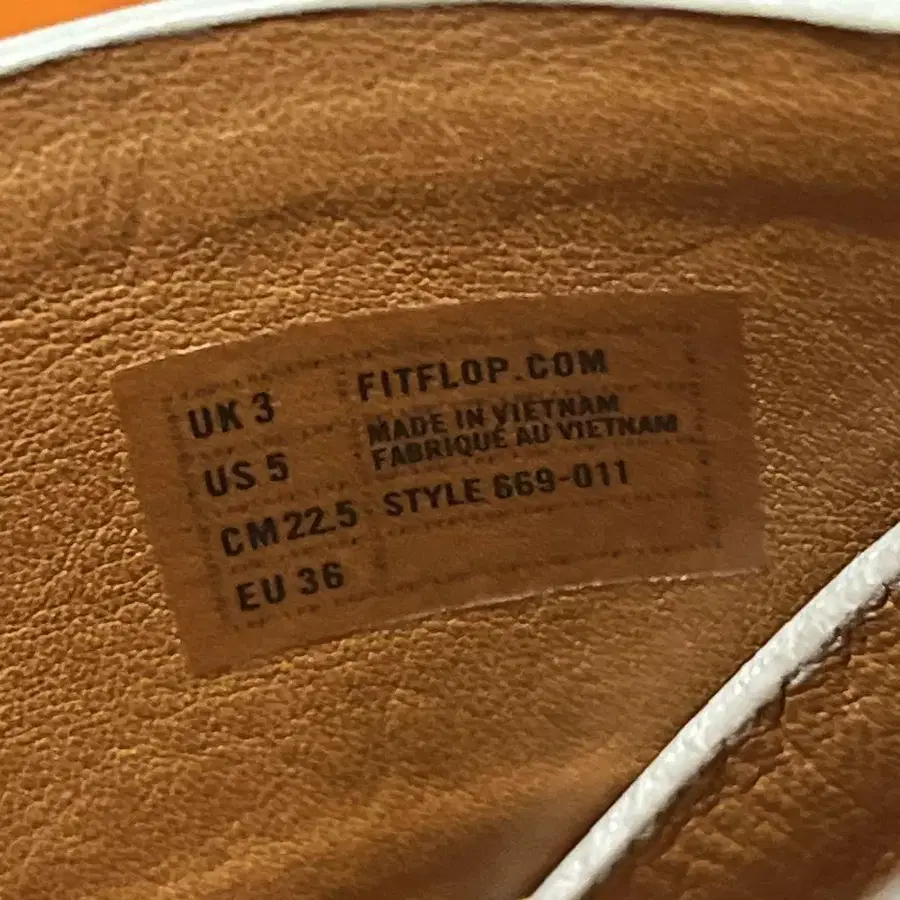 UK 3
US 5
CM 22.5
EU 36
FITFLOP.COM
MADE IN VIETNAM
FABRIQUÉ AU VIETNAM
STYLE 669-011